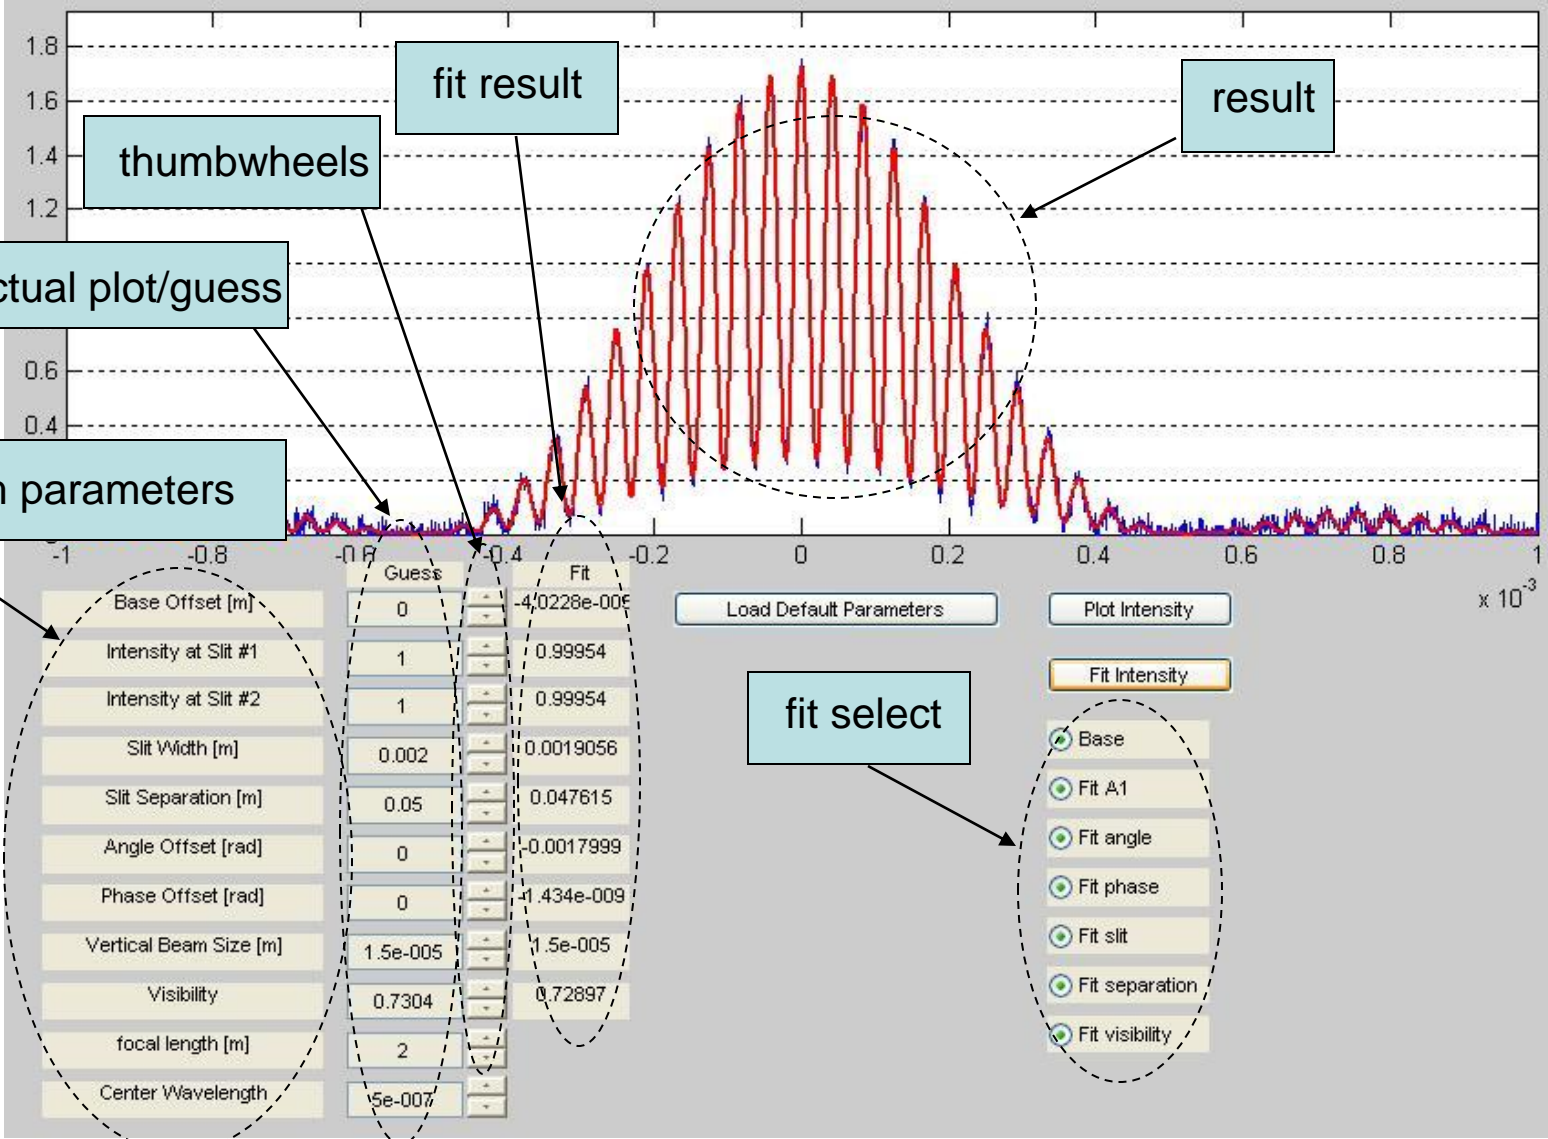 1.8
1.6
1.4
1.2
0.6
0.4
fit result
result
thumbwheels
ctual plot/guess
n parameters
-1 -0.8 -0.6 -0.4 -0.2 0 0.2 0.4 0.6 0.8 1
x 10-3
Guess Fit
Base Offset [m] 0
Intensity at Slit #1 1 0.99954
Intensity at Slit #2 1 0.99954
Slit Width [m] 0.002 0.0019056
Slit Separation [m] 0.05 0.047615
Angle Offset [rad] 0 -0.0017999
Phase Offset [rad] 0 -1.434e-009
Vertical Beam Size [m] 1.5e-005 1.5e-005
Visibility 0.7304 0.72897
focal length [m] 2
Center Wavelength 5e-007
Load Default Parameters
Plot Intensity
Fit Intensity
fit select
Base
Fit A1
Fit angle
Fit phase
Fit slit
Fit separation
Fit visibility